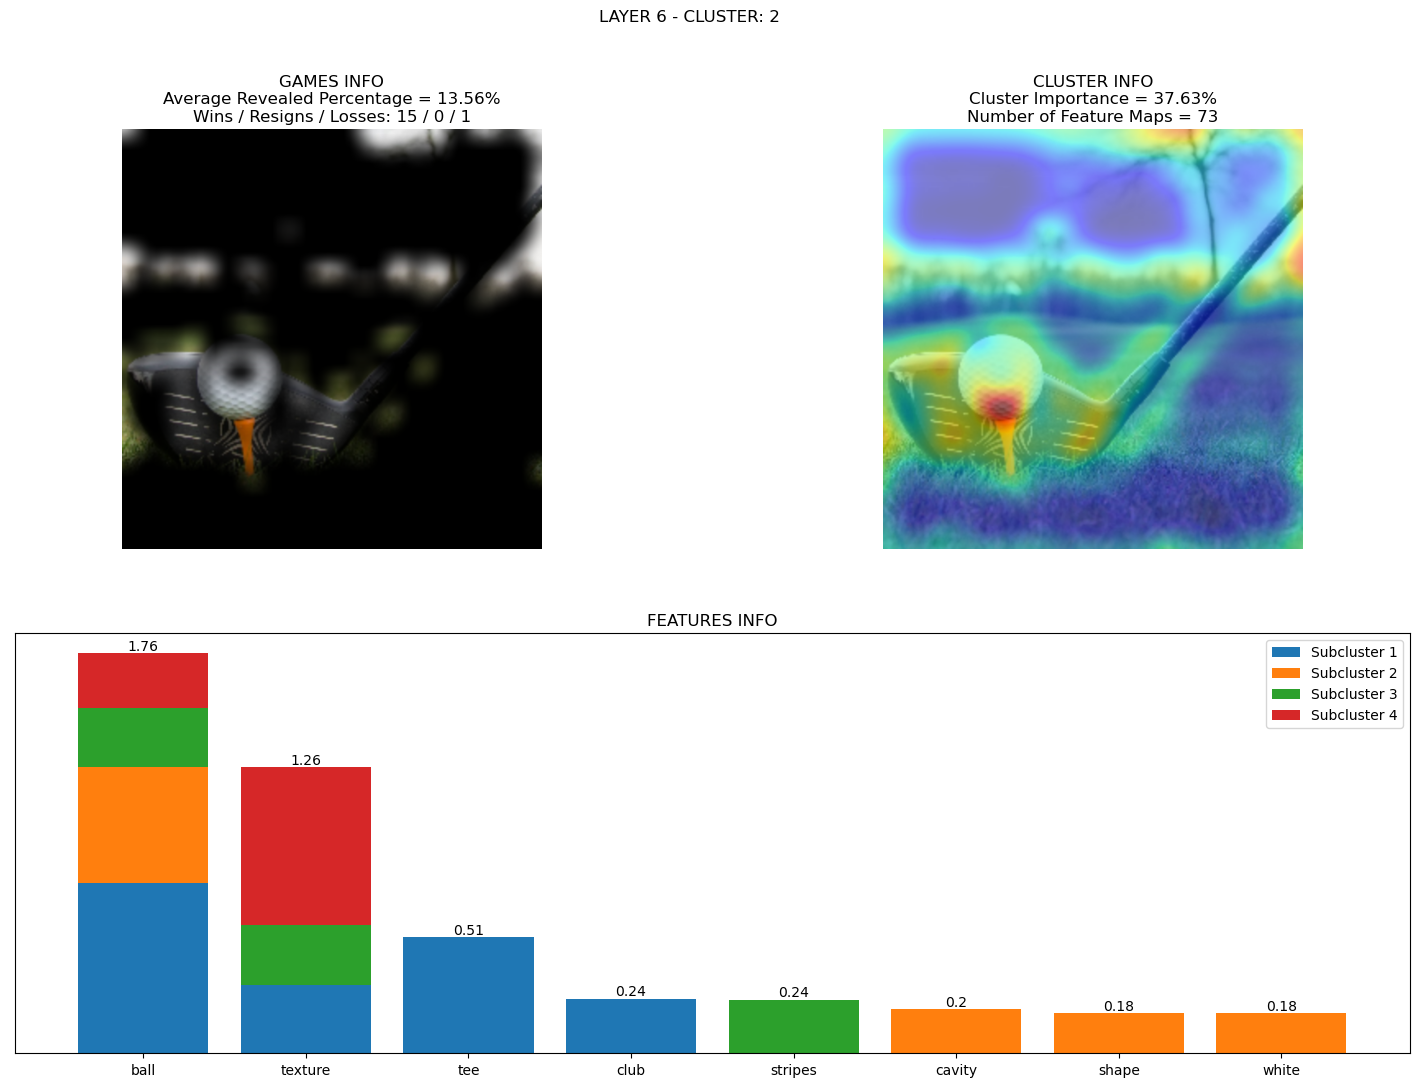 LAYER 6 - CLUSTER: 2
GAMES INFO
Average Revealed Percentage = 13.56%
Wins / Resigns / Losses: 15 / 0 / 1
CLUSTER INFO
Cluster Importance = 37.63%
Number of Feature Maps = 73
FEATURES INFO
Subcluster 1
Subcluster 2
Subcluster 3
Subcluster 4
1.76
1.26
0.51
0.24
0.24
0.2
0.18
0.18
ball
texture
tee
club
stripes
cavity
shape
white